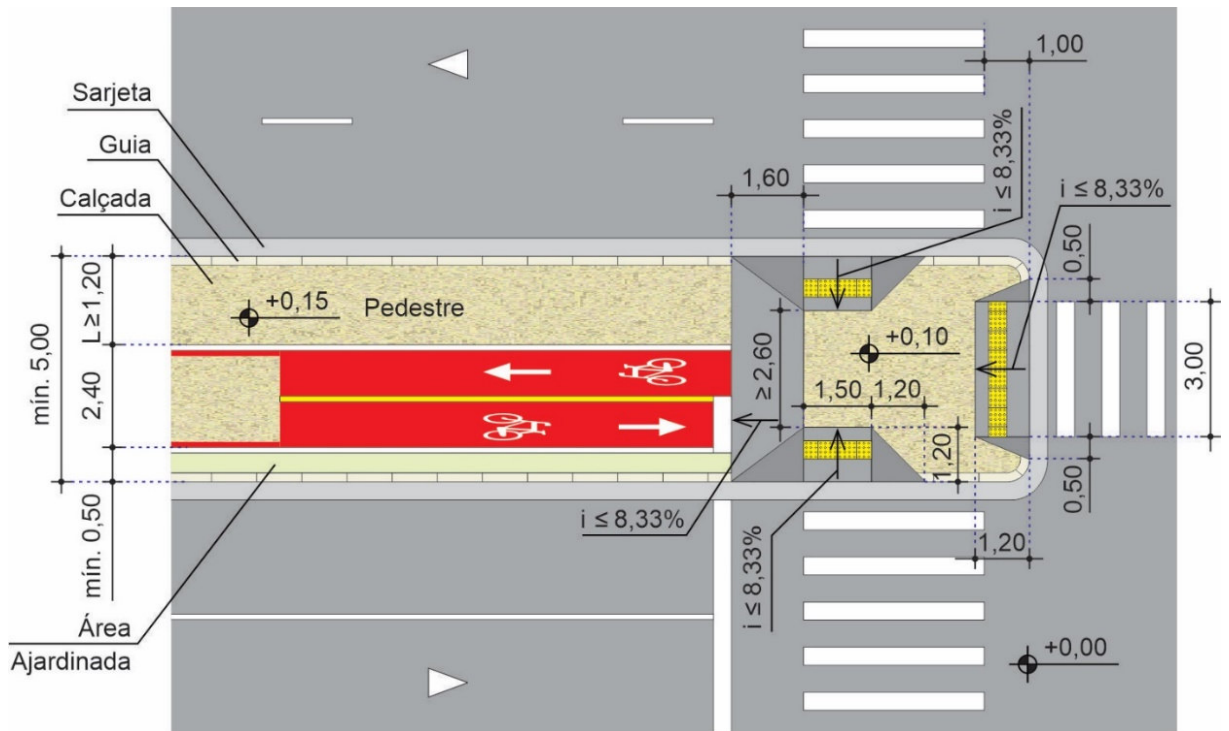 1,00
Sarjeta
Guia
Calçada
1,60
i ≤ 8,33%
i ≤ 8,33%
0,50
mín. 5,00
L ≥ 1,20
+0,15
Pedestre
+0,10
≥ 2,60
3,00
2,40
1,50
1,20
1,20
0,50
mín. 0,50
i ≤ 8,33%
i ≤ 8,33%
1,20
Área
Ajardinada
+0,00